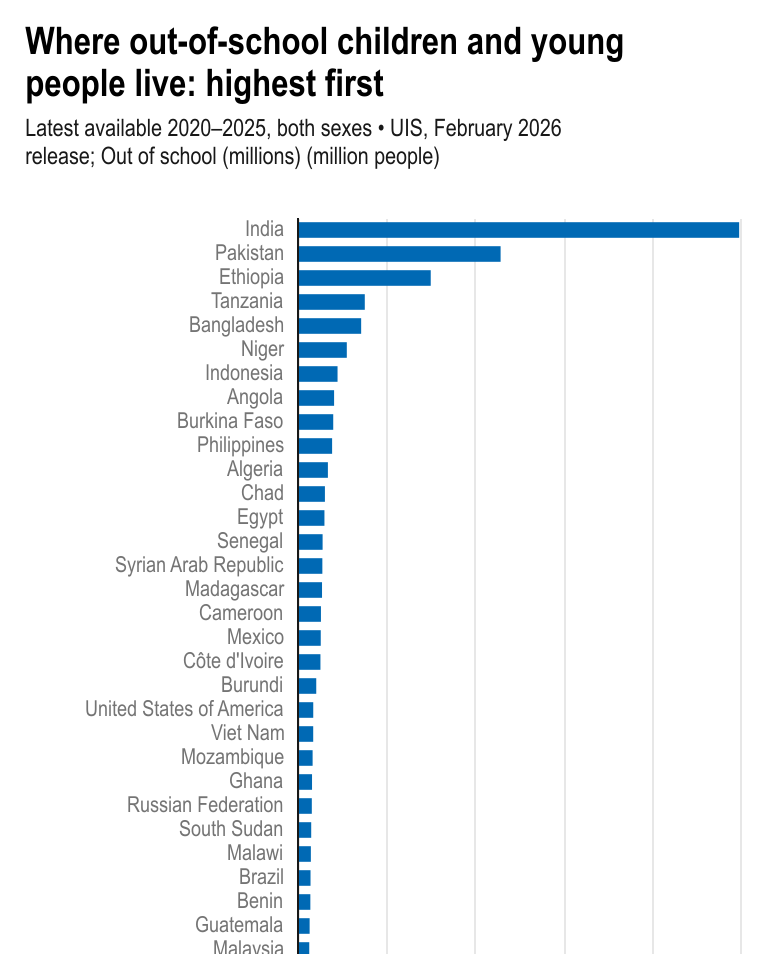 Where out-of-school children and young
people live: highest first
Latest available 2020–2025, both sexes • UIS, February 2026
release; Out of school (millions) (million people)
India
Pakistan
Ethiopia
Tanzania
Bangladesh
Niger
Indonesia
Angola
Burkina Faso
Philippines
Algeria
Chad
Egypt
Senegal
Syrian Arab Republic
Madagascar
Cameroon
Mexico
Côte d'Ivoire
Burundi
United States of America
Viet Nam
Mozambique
Ghana
Russian Federation
South Sudan
Malawi
Brazil
Benin
Guatemala
Malaysia